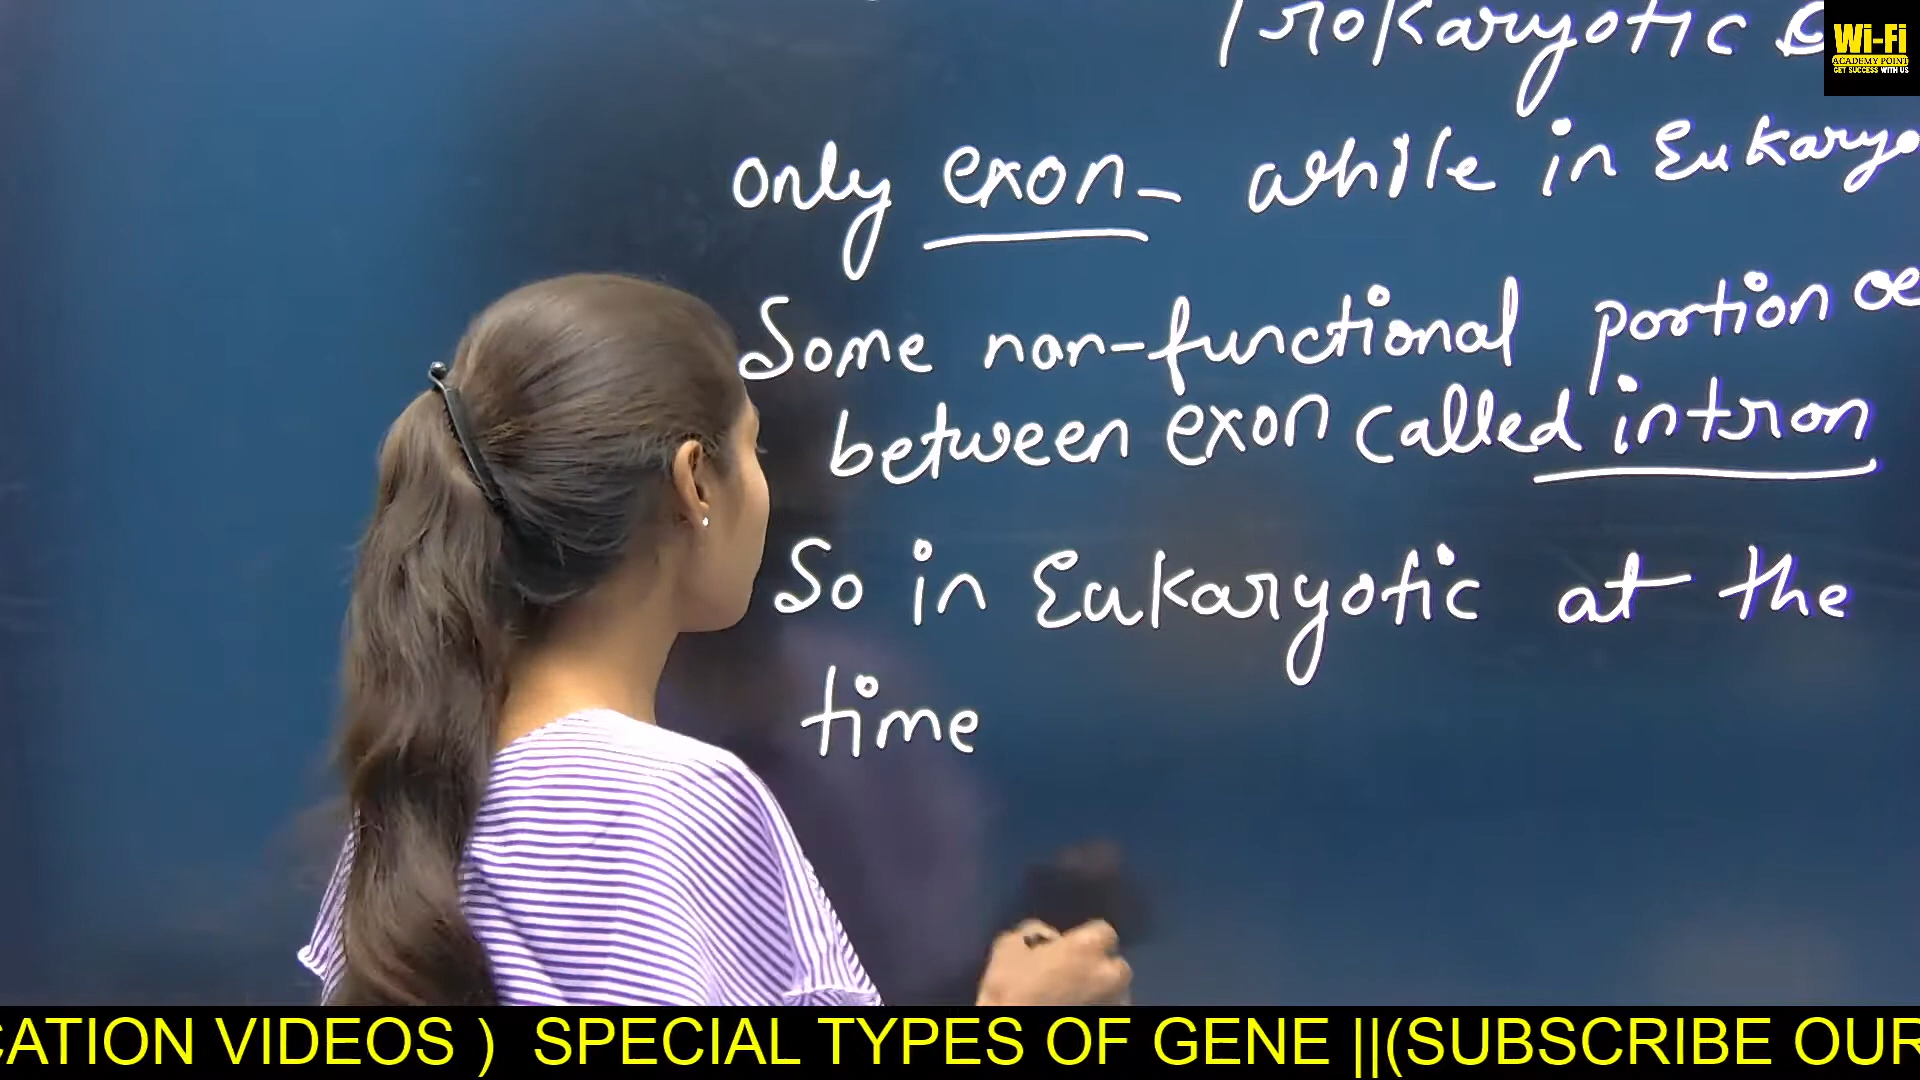 Prokaryotic
Wi-Fi
ACADEMY POINT
GET SUCCESS WITH US
only exon - while in Eukaryo
Some non-functional portion
between exon called intron
So in Eukaryotic at the
time
CATION VIDEOS ) SPECIAL TYPES OF GENE ||(SUBSCRIBE OUR